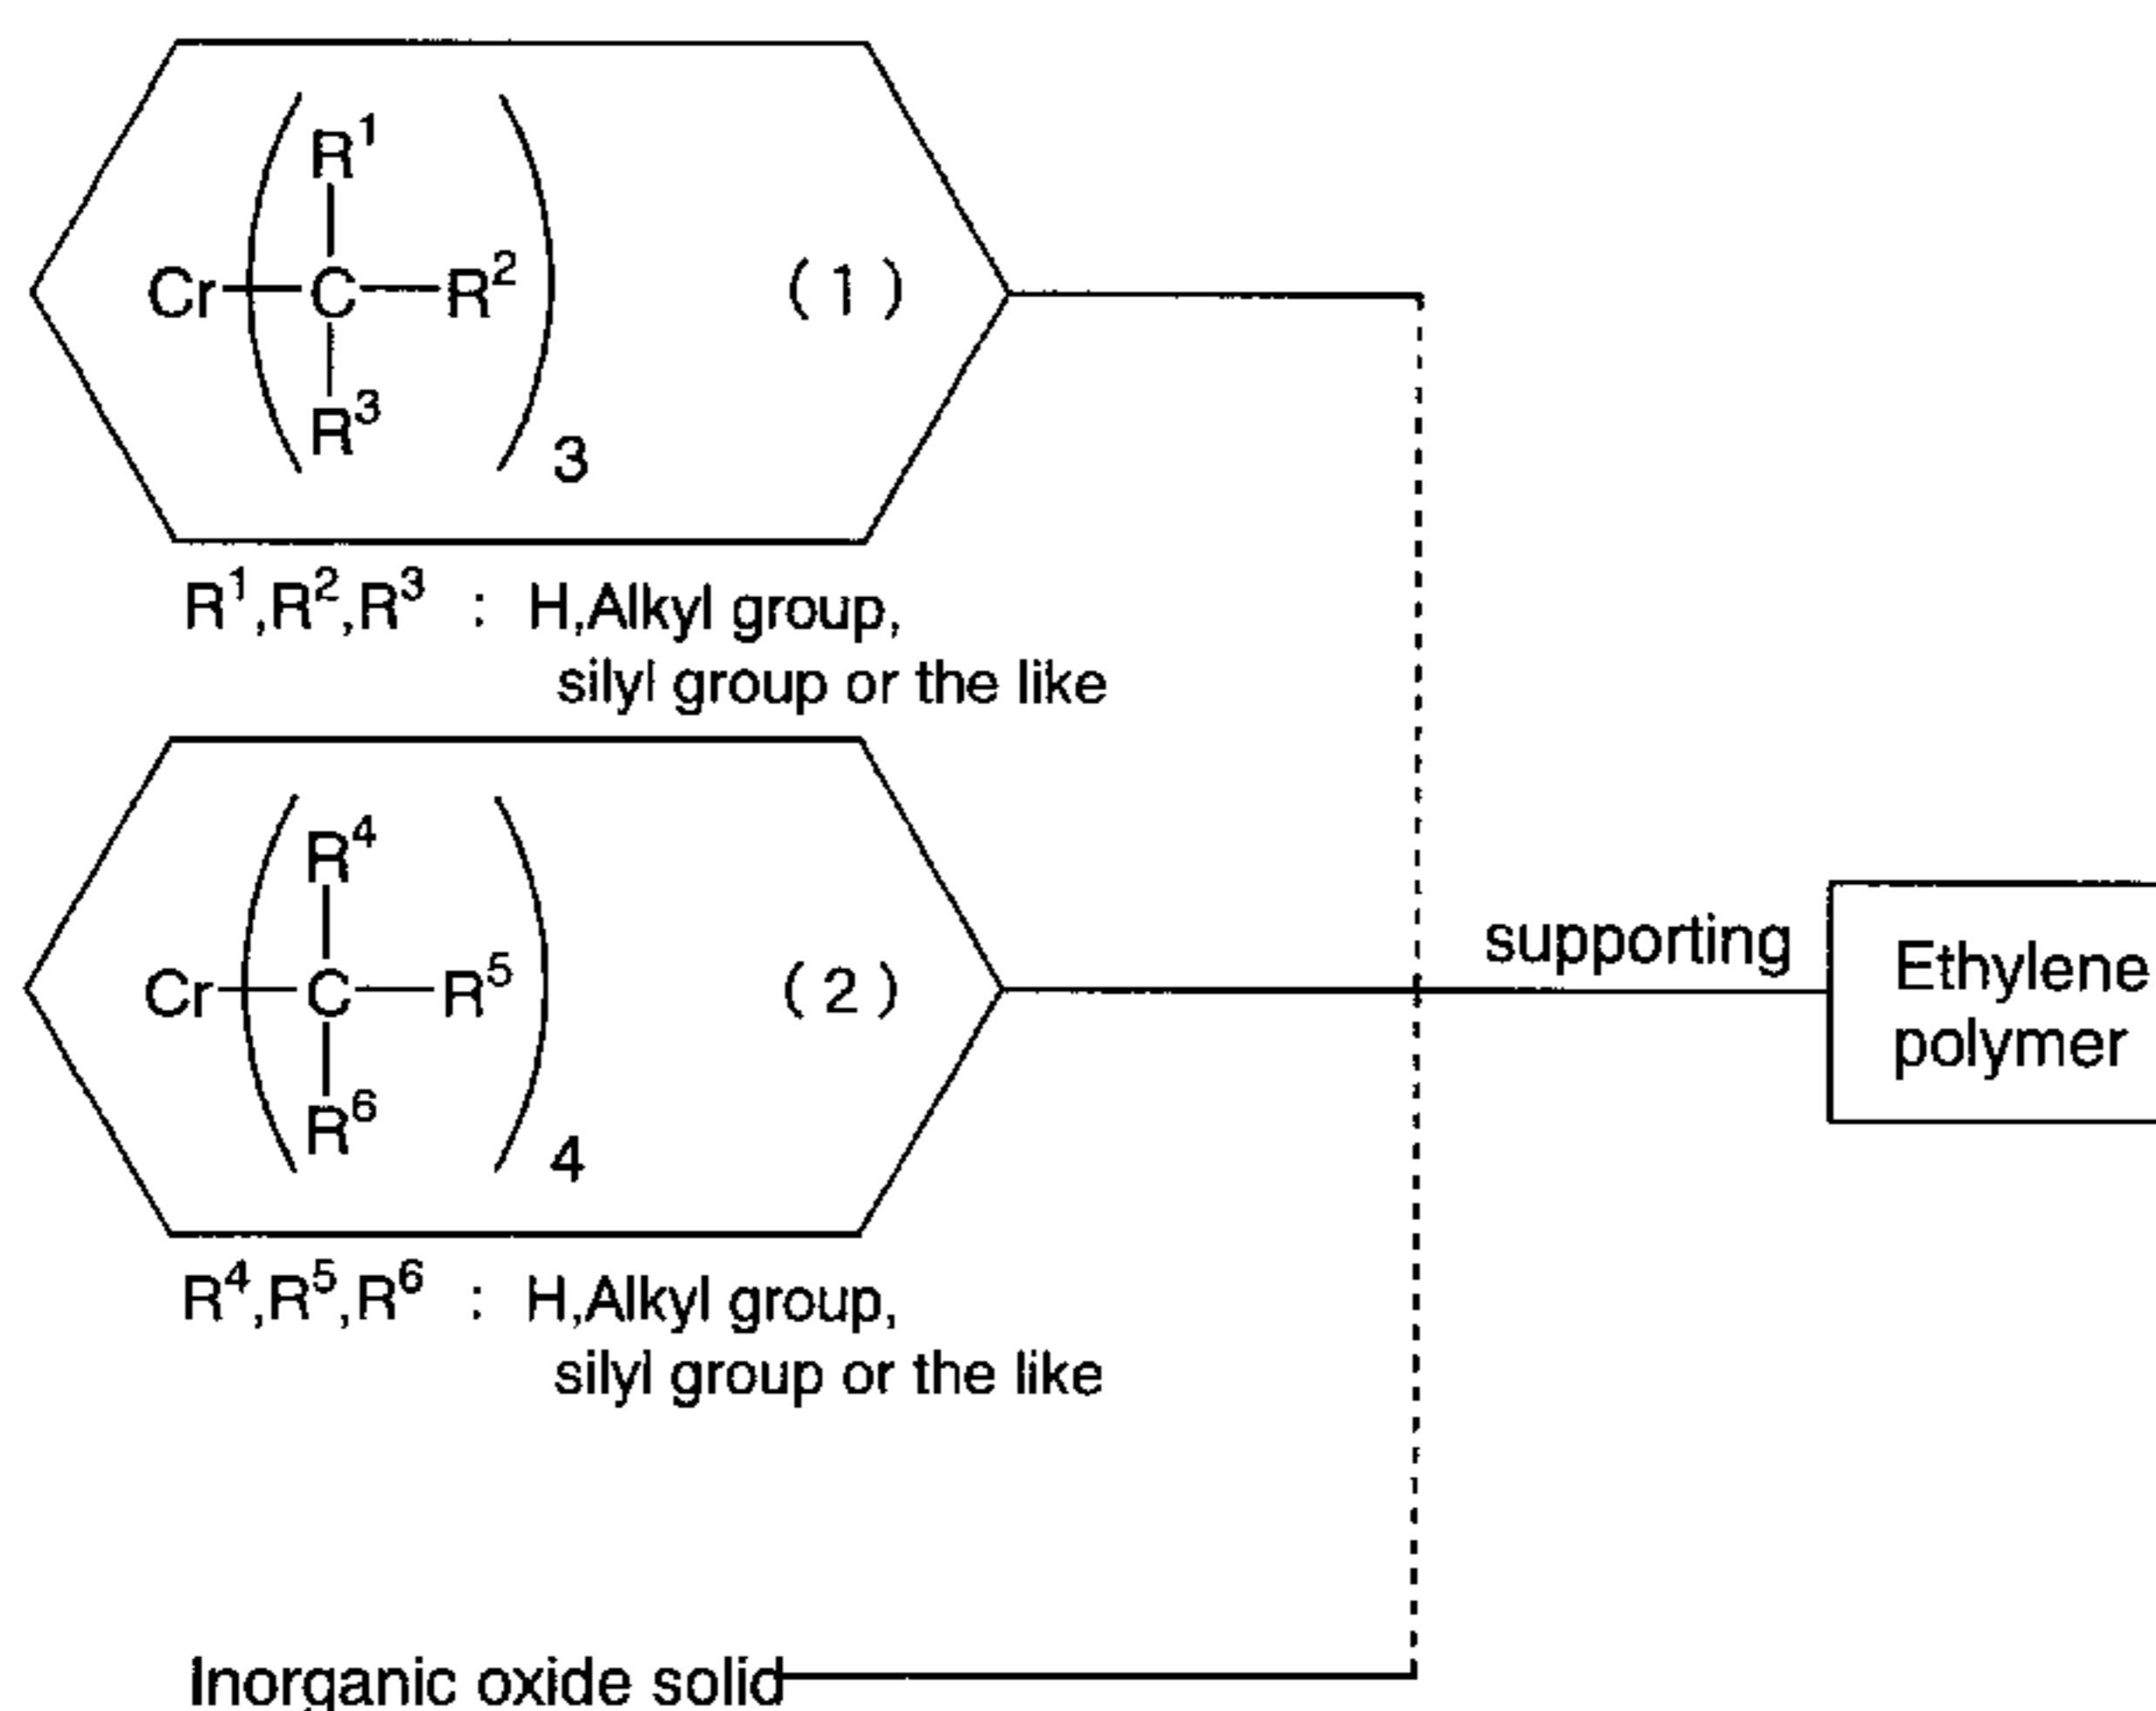 R¹
Cr C R² (1)
R³
3
R¹,R²,R³ : H,Alkyl group,
silyl group or the like
R⁴
Cr C R⁵ (2)
R⁶
4
R⁴,R⁵,R⁶ : H,Alkyl group,
silyl group or the like
supporting
Ethylene
polymer
Inorganic oxide solid